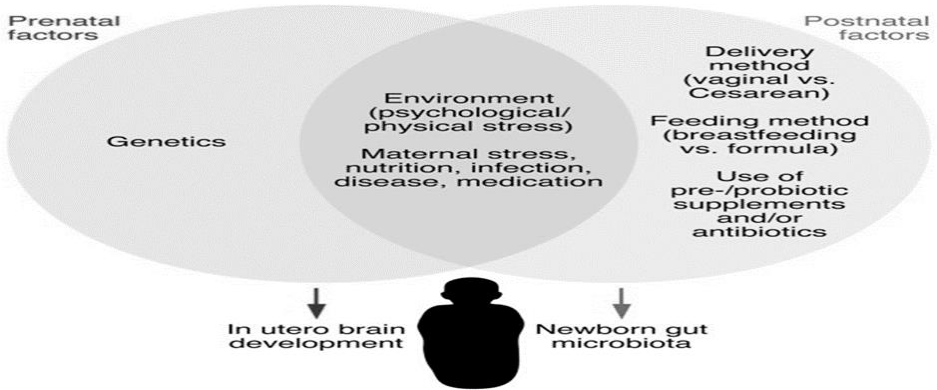 Prenatal
factors
Postnatal
factors
Genetics
Environment
(psychological/
physical stress)
Maternal stress,
nutrition, infection,
disease, medication
Delivery
method
(vaginal vs.
Cesarean)
Feeding method
(breastfeeding
vs. formula)
Use of
pre-/probiotic
supplements
and/or
antibiotics
In utero brain
development
Newborn gut
microbiota